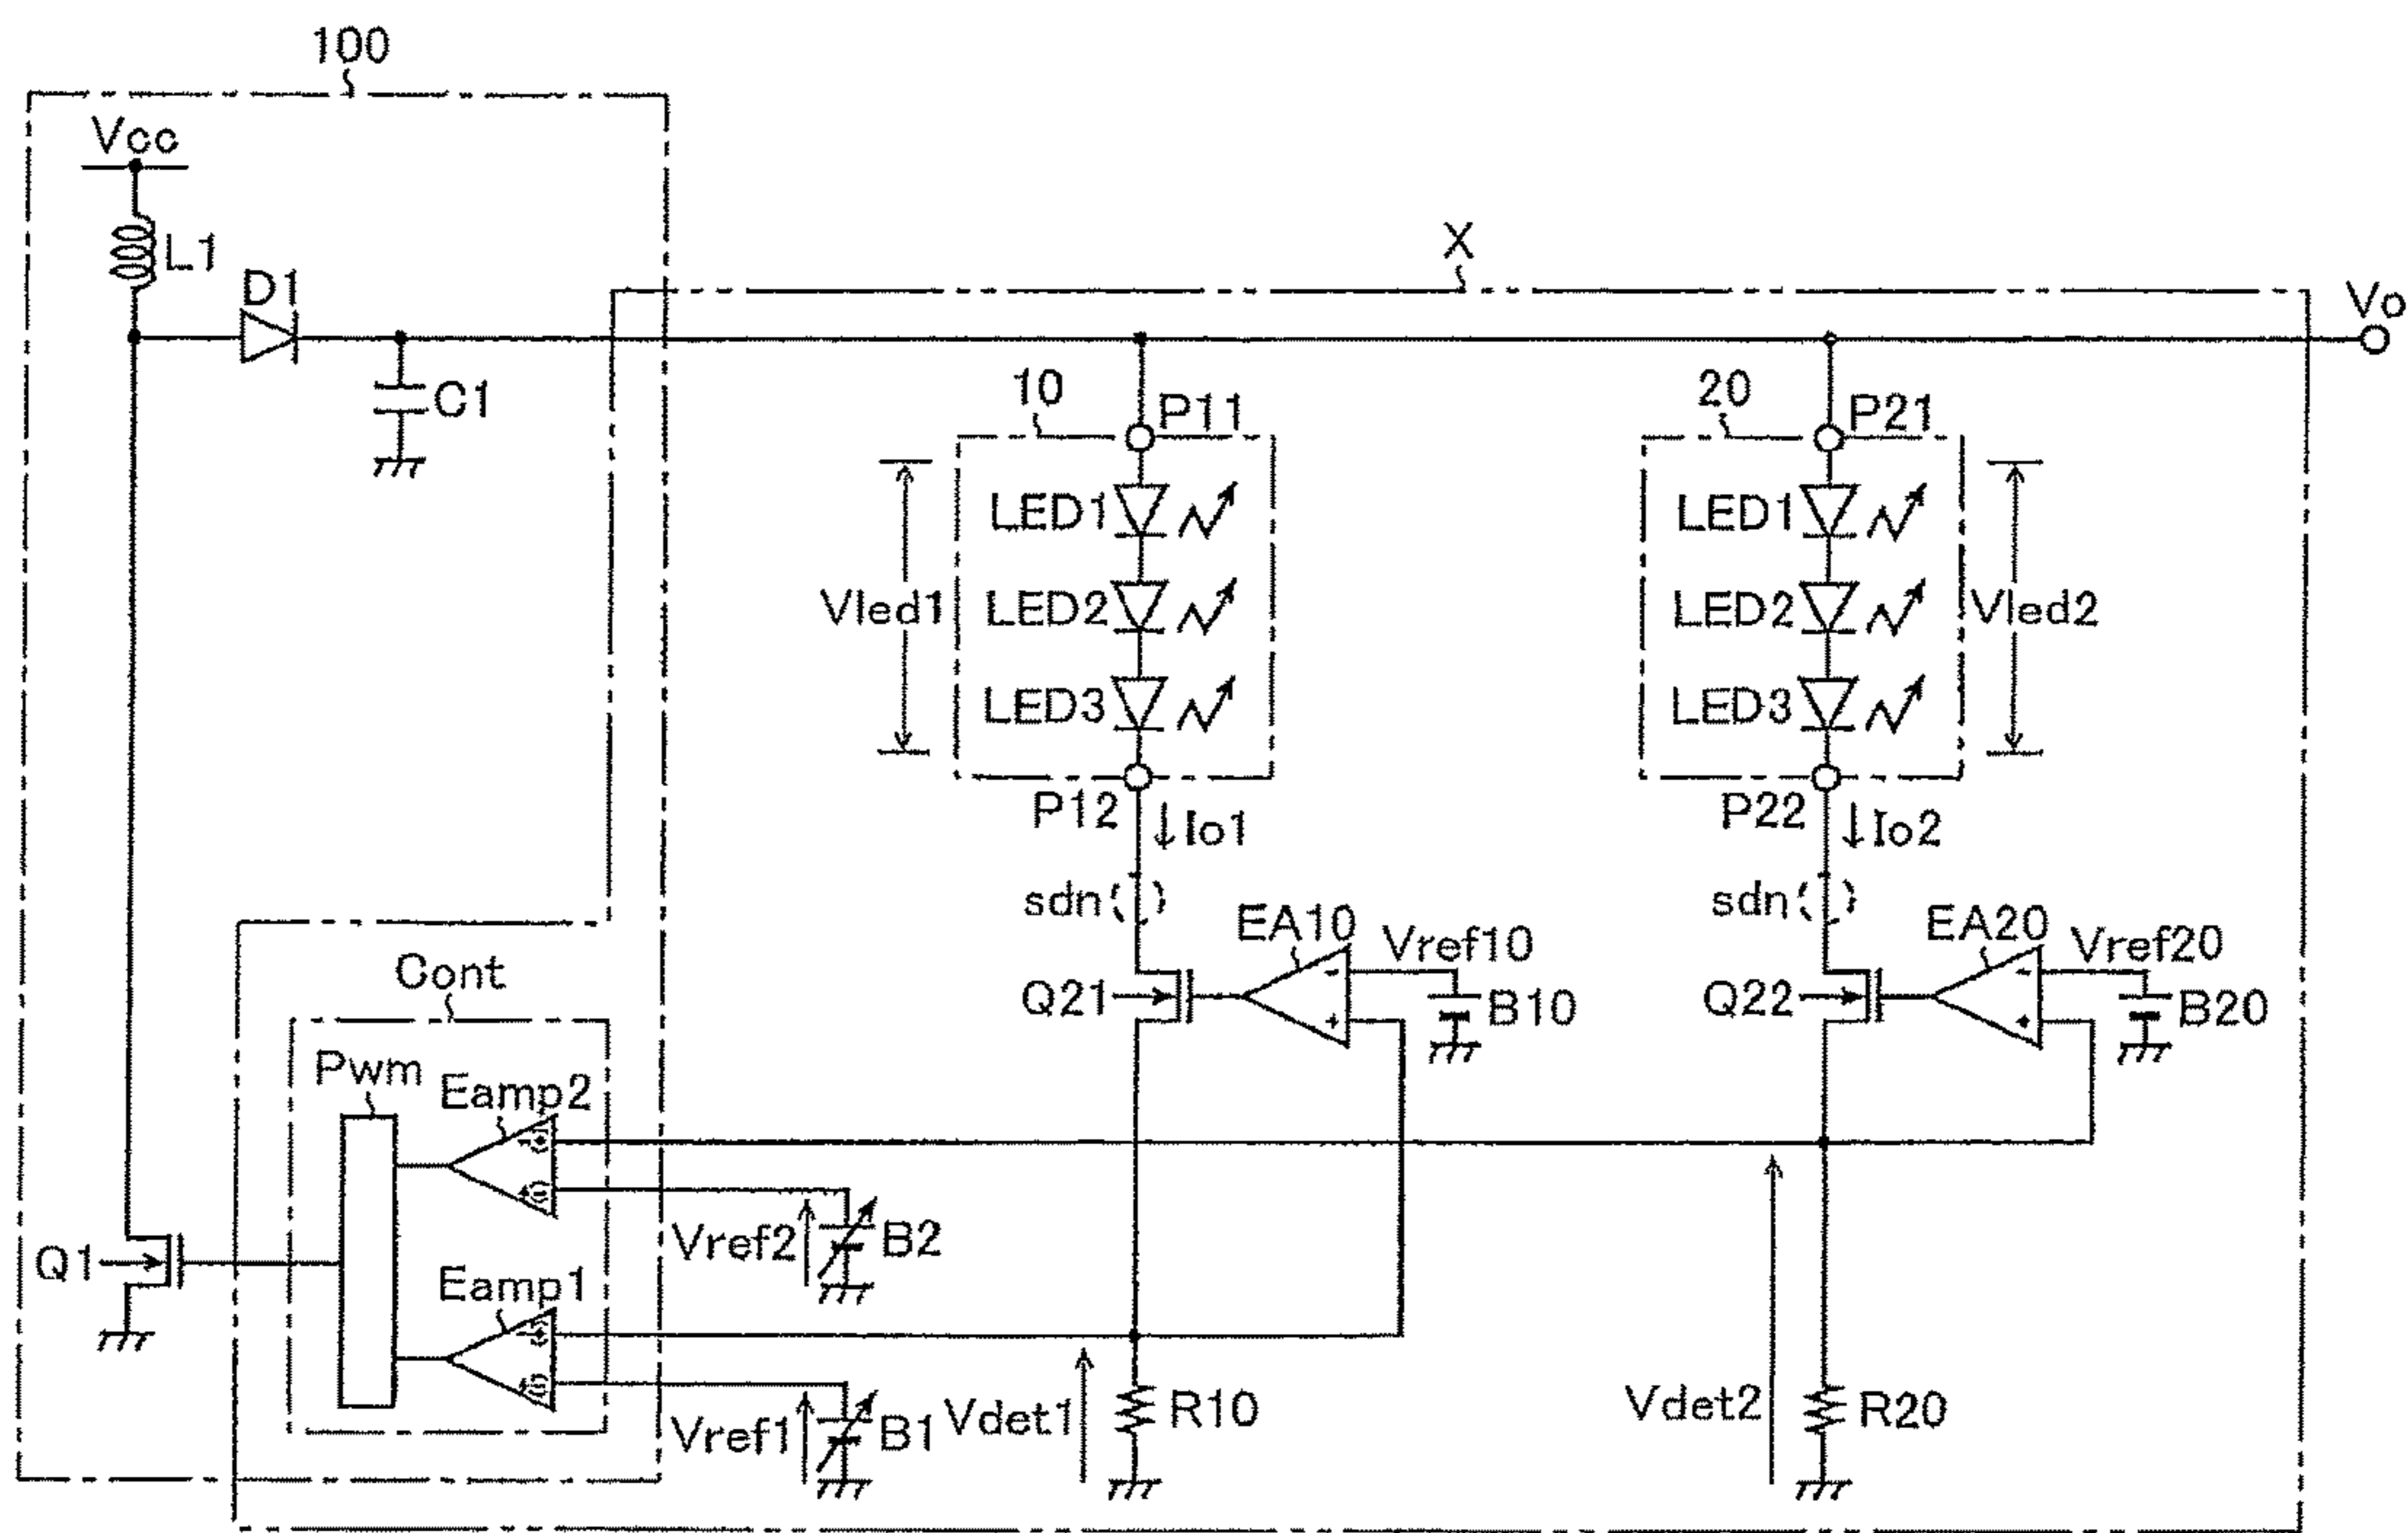 100
Vcc
L1
D1
X
Vo
C1
10
P11
20
P21
LED1
LED1
Vled1
LED2
LED2
Vled2
LED3
LED3
P12
Io1
P22
Io2
sdn
sdn
EA10
Vref10
EA20
Vref20
Cont
Q21
-
+
B10
Q22
-
+
B20
Pwm
Eamp2
Vref2
B2
Q1
Eamp1
Vref1
B1
Vdet1
R10
Vdet2
R20